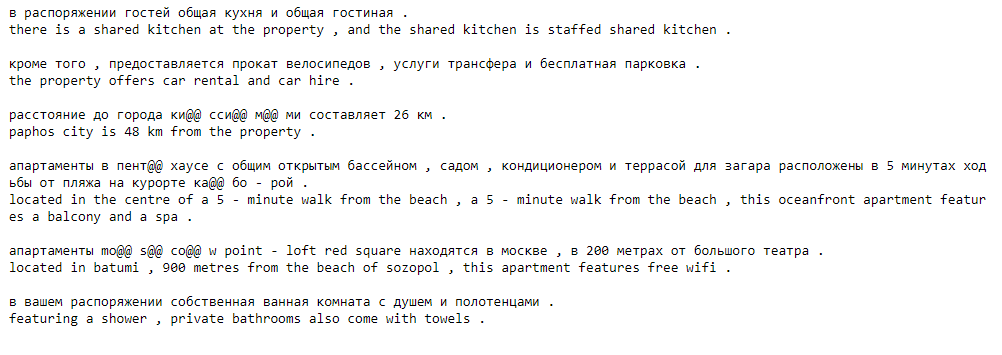 в распоряжении гостей общая кухня и общая гостиная .
there is a shared kitchen at the property , and the shared kitchen is staffed shared kitchen .
кроме того , предоставляется прокат велосипедов , услуги трансфера и бесплатная парковка .
the property offers car rental and car hire .
расстояние до города ки@@ сси@@ м@@ ми составляет 26 км .
paphos city is 48 km from the property .
апартаменты в пент@@ хаусе с общим открытым бассейном , садом , кондиционером и террасой для загара расположены в 5 минутах ход
ьбы от пляжа на курорте ка@@ бо - рой .
located in the centre of a 5 - minute walk from the beach , a 5 - minute walk from the beach , this oceanfront apartment featur
es a balcony and a spa .
апартаменты mo@@ s@@ co@@ w point - loft red square находятся в москве , в 200 метрах от большого театра .
located in batumi , 900 metres from the beach of sozopol , this apartment features free wifi .
в вашем распоряжении собственная ванная комната с душем и полотенцами .
featuring a shower , private bathrooms also come with towels .